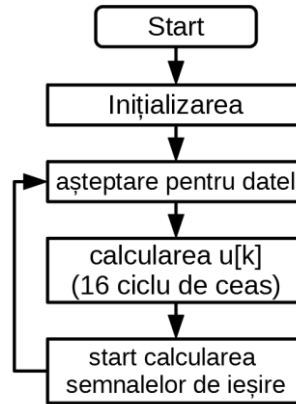 Start
Inițializarea
așteptare pentru datel
calcularea u[k]
(16 ciclu de ceas)
start calcularea
semnalelor de ieșire